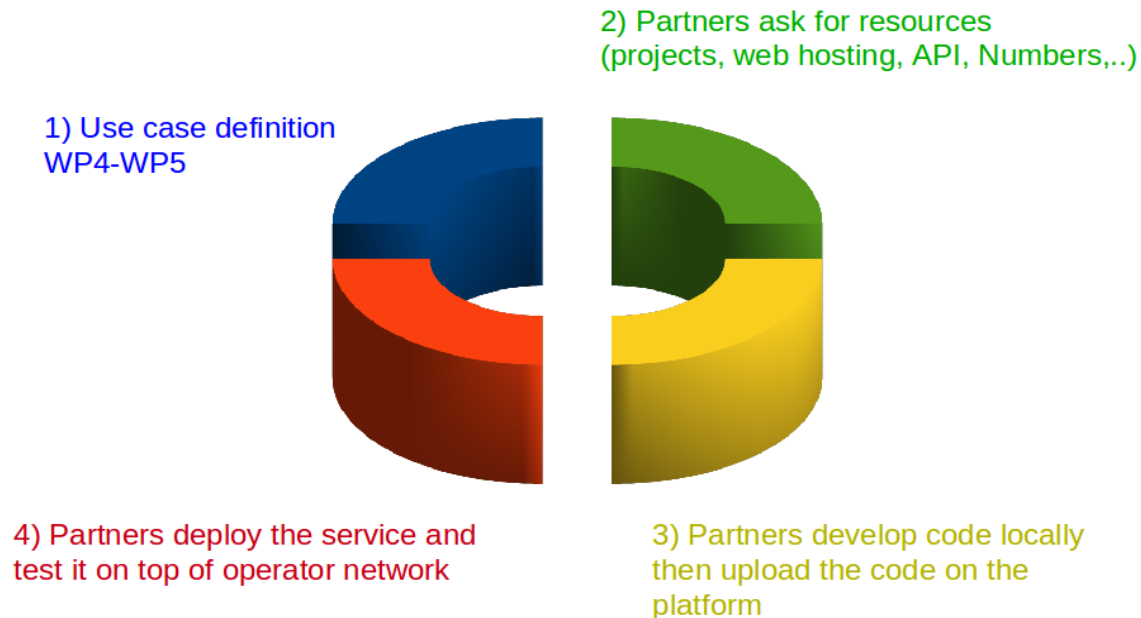 1) Use case definition
WP4-WP5
2) Partners ask for resources
(projects, web hosting, API, Numbers,..)
3) Partners develop code locally
then upload the code on the
platform
4) Partners deploy the service and
test it on top of operator network